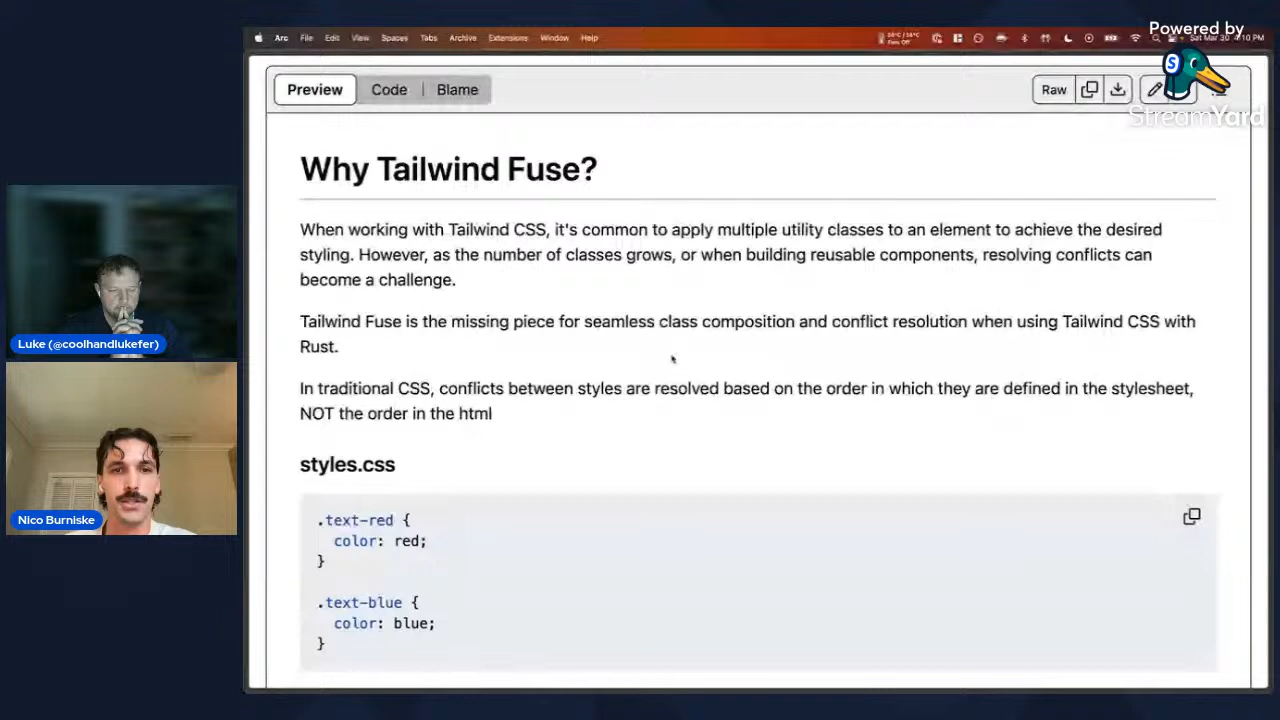 Powered by
StreamYard
Arc File Edit View Spaces Tabs Archive Extensions Window Help
Sat Mar 30 4:10 PM
Preview Code Blame
Raw
Why Tailwind Fuse?
When working with Tailwind CSS, it's common to apply multiple utility classes to an element to achieve the desired
styling. However, as the number of classes grows, or when building reusable components, resolving conflicts can
become a challenge.
Tailwind Fuse is the missing piece for seamless class composition and conflict resolution when using Tailwind CSS with
Rust.
In traditional CSS, conflicts between styles are resolved based on the order in which they are defined in the stylesheet,
NOT the order in the html
styles.css
.text-red {
color: red;
}
.text-blue {
color: blue;
}
Luke (@coolhandlukefer)
Nico Burniske